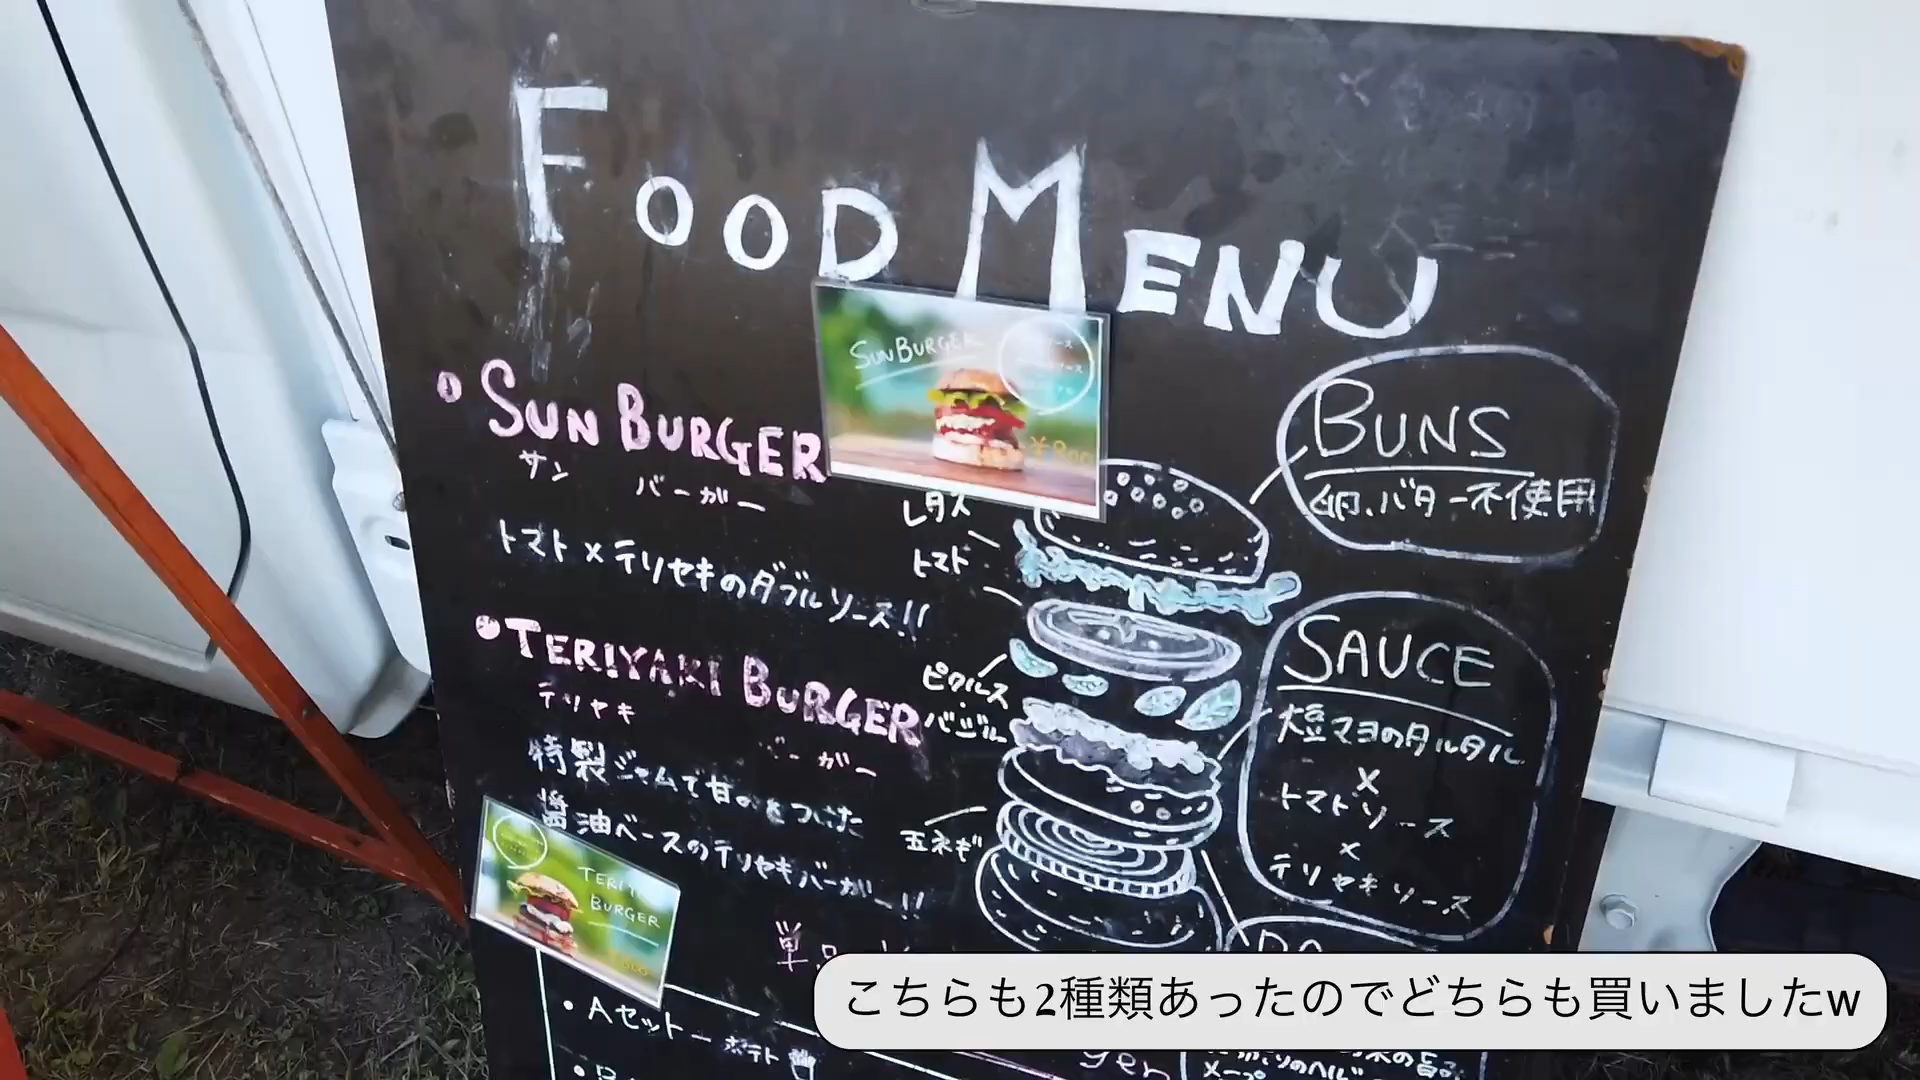 FOOD MENU
SUNBURGER
¥800
SUN BURGER
サン バーガー
トマト×テリヤキのダブルソース!!
レタス
トマト
ピクルス
バジル
玉ネギ
BUNS
卵、バター不使用
SAUCE
豆マヨのタルタル
×
トマトソース
×
テリヤキソース
TERIYAKI BURGER
テリヤキ バーガー
特製ジャムで甘みをつけた
醤油ベースのテリヤキバーガー!!
BURGER
・Aセットーポテト
こちらも2種類あったのでどちらも買いましたw